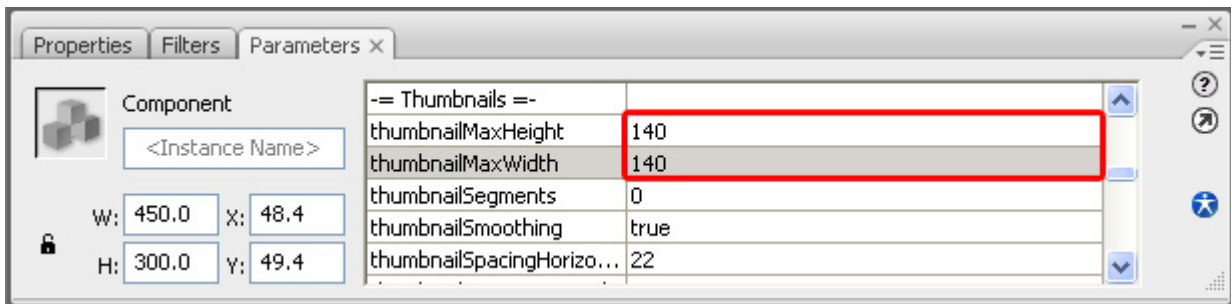 Properties Filters Parameters
Component
<Instance Name>
W: 450.0 X: 48.4
H: 300.0 Y: 49.4
-= Thumbnails =-
thumbnailMaxHeight 140
thumbnailMaxWidth 140
thumbnailSegments 0
thumbnailSmoothing true
thumbnailSpacingHorizo... 22